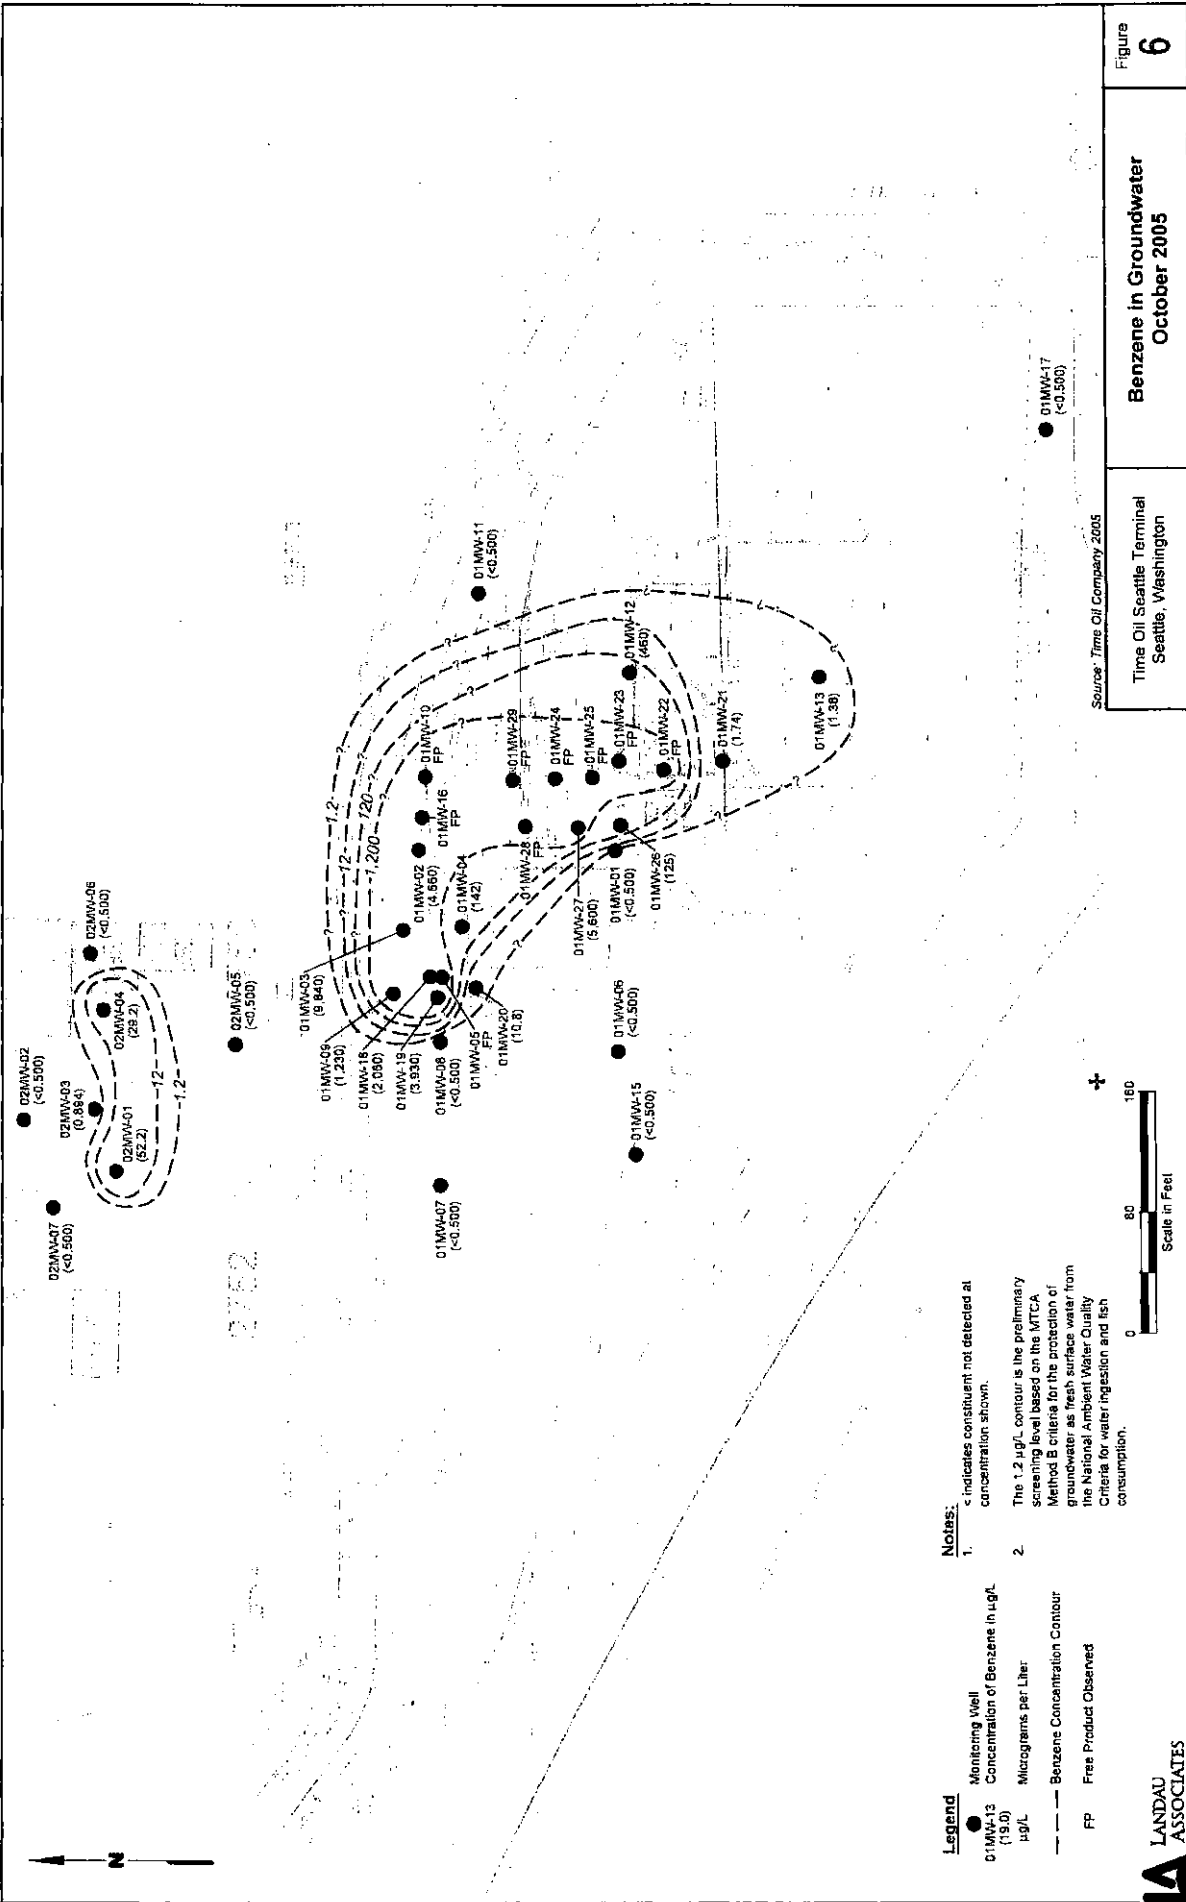 N
02MW-07
(<0.500)
02MW-02
(<0.500)
02MW-03
(0.894)
02MW-01
(52.2)
02MW-04
(29.2)
02MW-06
(<0.500)
02MW-05
(<0.500)
-12-
-1.2-
-1.2-
-12-
120-
-1,200-
01MW-03
(9,840)
01MW-09
(1,230)
01MW-18
(2,060)
01MW-19
(3,930)
01MW-08
(<0.500)
01MW-05
FP
01MW-20
(10.8)
01MW-07
(<0.500)
01MW-02
(4,660)
01MW-16
FP
01MW-10
FP
01MW-04
(142)
01MW-11
(<0.500)
01MW-28
FP
01MW-29
FP
01MW-24
FP
01MW-25
FP
01MW-23
FP
01MW-12
(460)
01MW-22
FP
01MW-27
(5,600)
01MW-01
(<0.500)
01MW-26
(125)
01MW-06
(<0.500)
01MW-15
(<0.500)
01MW-21
(1.74)
01MW-13
(1.38)
01MW-17
(<0.500)
Legend
01MW-13 Monitoring Well
(19.0) Concentration of Benzene in µg/L
µg/L Micrograms per Liter
Benzene Concentration Contour
FP Free Product Observed
Notes:
1. < indicates constituent not detected at
concentration shown.
2. The 1.2 µg/L contour is the preliminary
screening level based on the MTCA
Method B criteria for the protection of
groundwater as fresh surface water from
the National Ambient Water Quality
Criteria for water ingestion and fish
consumption.
0 80 160
Scale in Feet
Source: Time Oil Company 2005
LANDAU
ASSOCIATES
Time Oil Seattle Terminal
Seattle, Washington
Benzene in Groundwater
October 2005
Figure
6